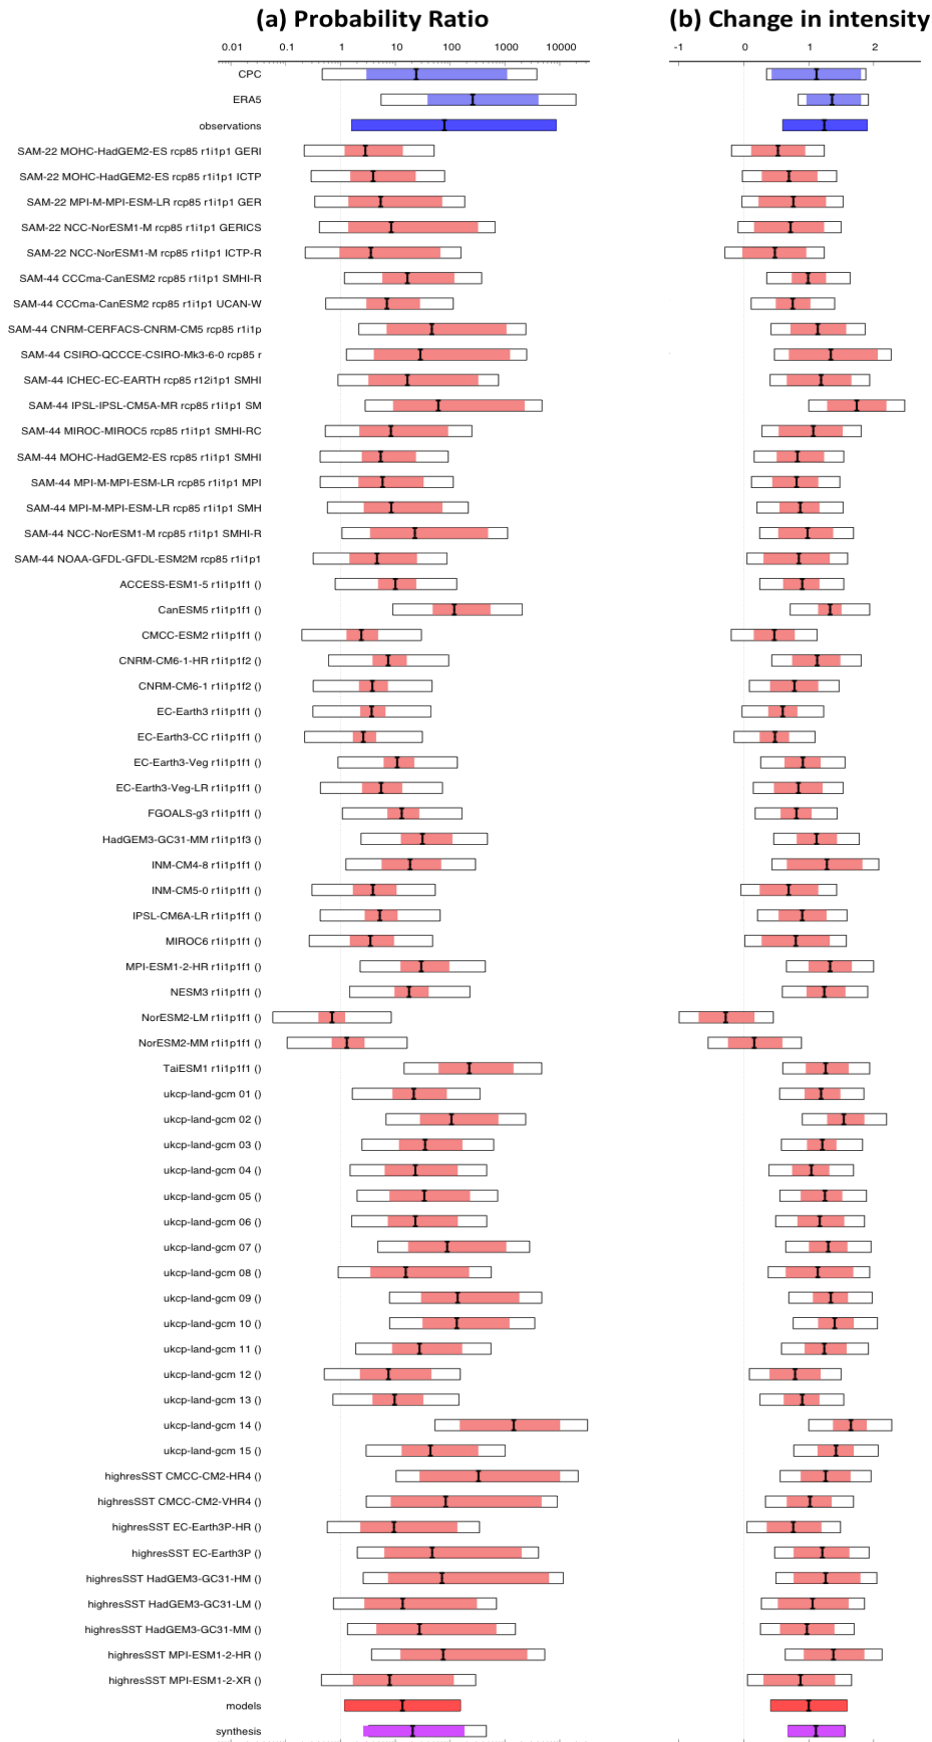 (a) Probability Ratio (b) Change in intensity
0.01 0.1 1 10 100 1000 10000 -1 0 1 2
CPC
ERA5
observations
SAM-22 MOHC-HadGEM2-ES rcp85 r1i1p1 GERI
SAM-22 MOHC-HadGEM2-ES rcp85 r1i1p1 ICTP
SAM-22 MPI-M-MPI-ESM-LR rcp85 r1i1p1 GER
SAM-22 NCC-NorESM1-M rcp85 r1i1p1 GERICS
SAM-22 NCC-NorESM1-M rcp85 r1i1p1 ICTP-R
SAM-44 CCCma-CanESM2 rcp85 r1i1p1 SMHI-R
SAM-44 CCCma-CanESM2 rcp85 r1i1p1 UCAN-W
SAM-44 CNRM-CERFACS-CNRM-CM5 rcp85 r1i1p
SAM-44 CSIRO-QCCCE-CSIRO-Mk3-6-0 rcp85 r
SAM-44 ICHEC-EC-EARTH rcp85 r12i1p1 SMHI
SAM-44 IPSL-IPSL-CM5A-MR rcp85 r1i1p1 SM
SAM-44 MIROC-MIROC5 rcp85 r1i1p1 SMHI-RC
SAM-44 MOHC-HadGEM2-ES rcp85 r1i1p1 SMHI
SAM-44 MPI-M-MPI-ESM-LR rcp85 r1i1p1 MPI
SAM-44 MPI-M-MPI-ESM-LR rcp85 r1i1p1 SMH
SAM-44 NCC-NorESM1-M rcp85 r1i1p1 SMHI-R
SAM-44 NOAA-GFDL-GFDL-ESM2M rcp85 r1i1p1
ACCESS-ESM1-5 r1i1p1f1 ()
CanESM5 r1i1p1f1 ()
CMCC-ESM2 r1i1p1f1 ()
CNRM-CM6-1-HR r1i1p1f2 ()
CNRM-CM6-1 r1i1p1f2 ()
EC-Earth3 r1i1p1f1 ()
EC-Earth3-CC r1i1p1f1 ()
EC-Earth3-Veg r1i1p1f1 ()
EC-Earth3-Veg-LR r1i1p1f1 ()
FGOALS-g3 r1i1p1f1 ()
HadGEM3-GC31-MM r1i1p1f3 ()
INM-CM4-8 r1i1p1f1 ()
INM-CM5-0 r1i1p1f1 ()
IPSL-CM6A-LR r1i1p1f1 ()
MIROC6 r1i1p1f1 ()
MPI-ESM1-2-HR r1i1p1f1 ()
NESM3 r1i1p1f1 ()
NorESM2-LM r1i1p1f1 ()
NorESM2-MM r1i1p1f1 ()
TaiESM1 r1i1p1f1 ()
ukcp-land-gcm 01 ()
ukcp-land-gcm 02 ()
ukcp-land-gcm 03 ()
ukcp-land-gcm 04 ()
ukcp-land-gcm 05 ()
ukcp-land-gcm 06 ()
ukcp-land-gcm 07 ()
ukcp-land-gcm 08 ()
ukcp-land-gcm 09 ()
ukcp-land-gcm 10 ()
ukcp-land-gcm 11 ()
ukcp-land-gcm 12 ()
ukcp-land-gcm 13 ()
ukcp-land-gcm 14 ()
ukcp-land-gcm 15 ()
highresSST CMCC-CM2-HR4 ()
highresSST CMCC-CM2-VHR4 ()
highresSST EC-Earth3P-HR ()
highresSST EC-Earth3P ()
highresSST HadGEM3-GC31-HM ()
highresSST HadGEM3-GC31-LM ()
highresSST HadGEM3-GC31-MM ()
highresSST MPI-ESM1-2-HR ()
highresSST MPI-ESM1-2-XR ()
models
synthesis